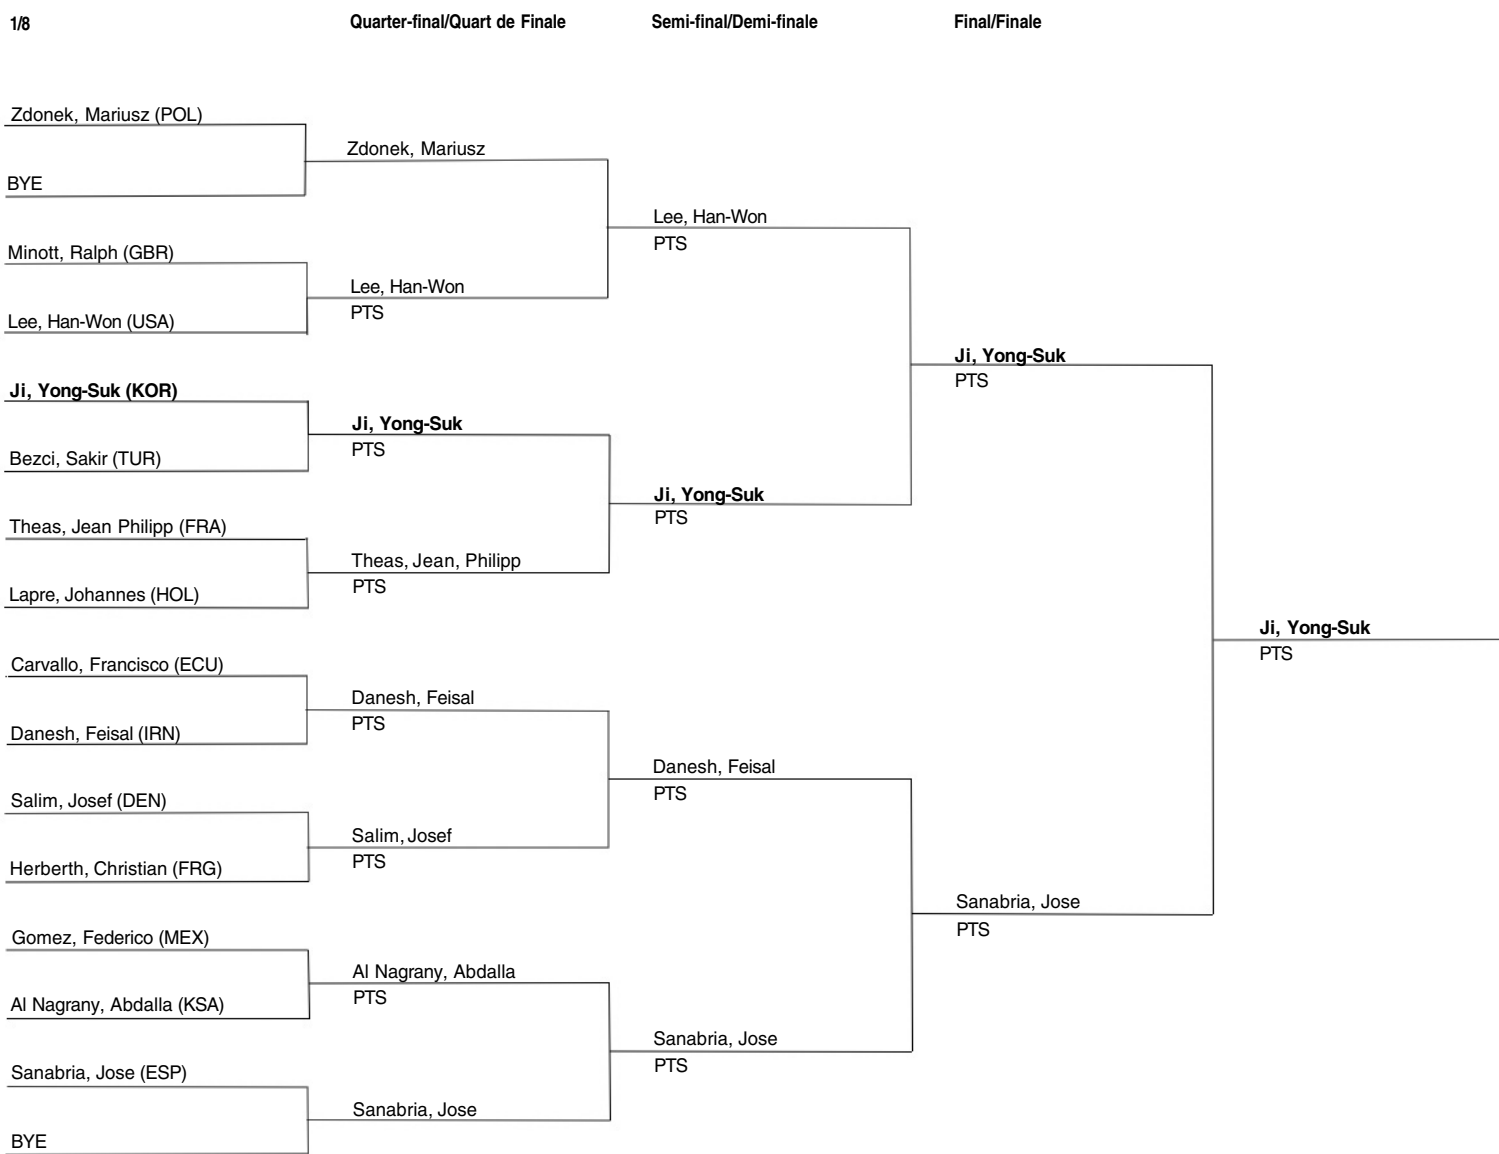 1/8
Quarter-final/Quart de Finale
Semi-final/Demi-finale
Final/Finale
Zdonek, Mariusz (POL)
BYE
Minott, Ralph (GBR)
Lee, Han-Won (USA)
Ji, Yong-Suk (KOR)
Bezci, Sakir (TUR)
Theas, Jean Philipp (FRA)
Lapre, Johannes (HOL)
Carvallo, Francisco (ECU)
Danesh, Feisal (IRN)
Salim, Josef (DEN)
Herberth, Christian (FRG)
Gomez, Federico (MEX)
Al Nagrany, Abdalla (KSA)
Sanabria, Jose (ESP)
BYE
Zdonek, Mariusz
Lee, Han-Won
PTS
Ji, Yong-Suk
PTS
Theas, Jean, Philipp
PTS
Danesh, Feisal
PTS
Salim, Josef
PTS
Al Nagrany, Abdalla
PTS
Sanabria, Jose
Lee, Han-Won
PTS
Ji, Yong-Suk
PTS
Danesh, Feisal
PTS
Sanabria, Jose
PTS
Ji, Yong-Suk
PTS
Sanabria, Jose
PTS
Ji, Yong-Suk
PTS